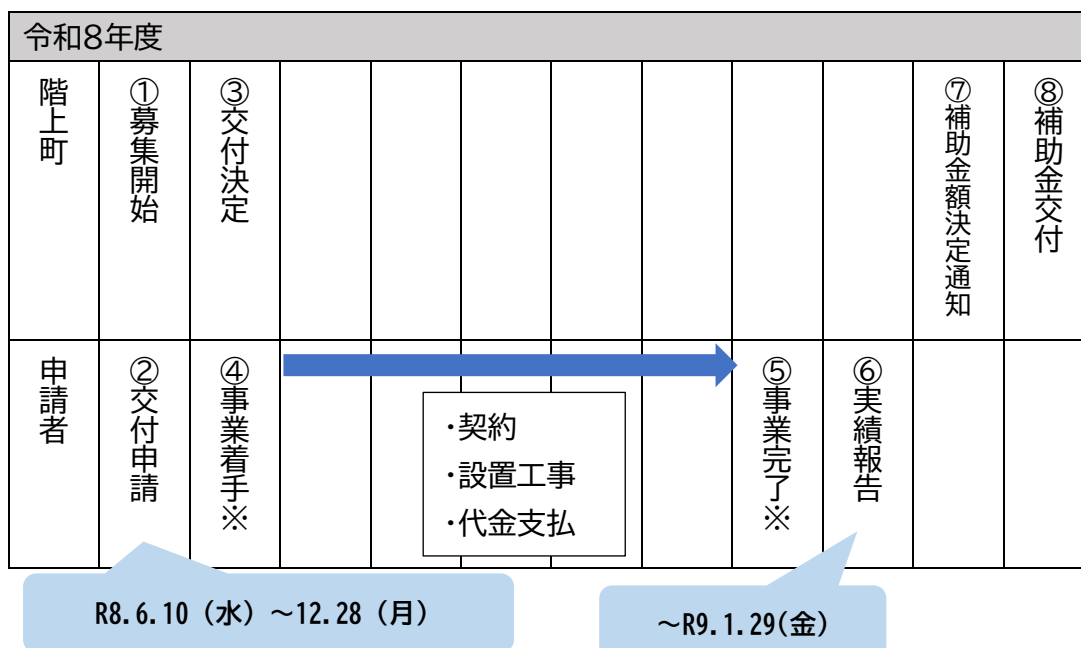 令和8年度
階上町
①募集開始
③交付決定
⑦補助金額決定通知
⑧補助金交付
申請者
②交付申請
④事業着手※
・契約
・設置工事
・代金支払
⑤事業完了※
⑥実績報告
R8.6.10（水）～12.28（月）
～R9.1.29(金)